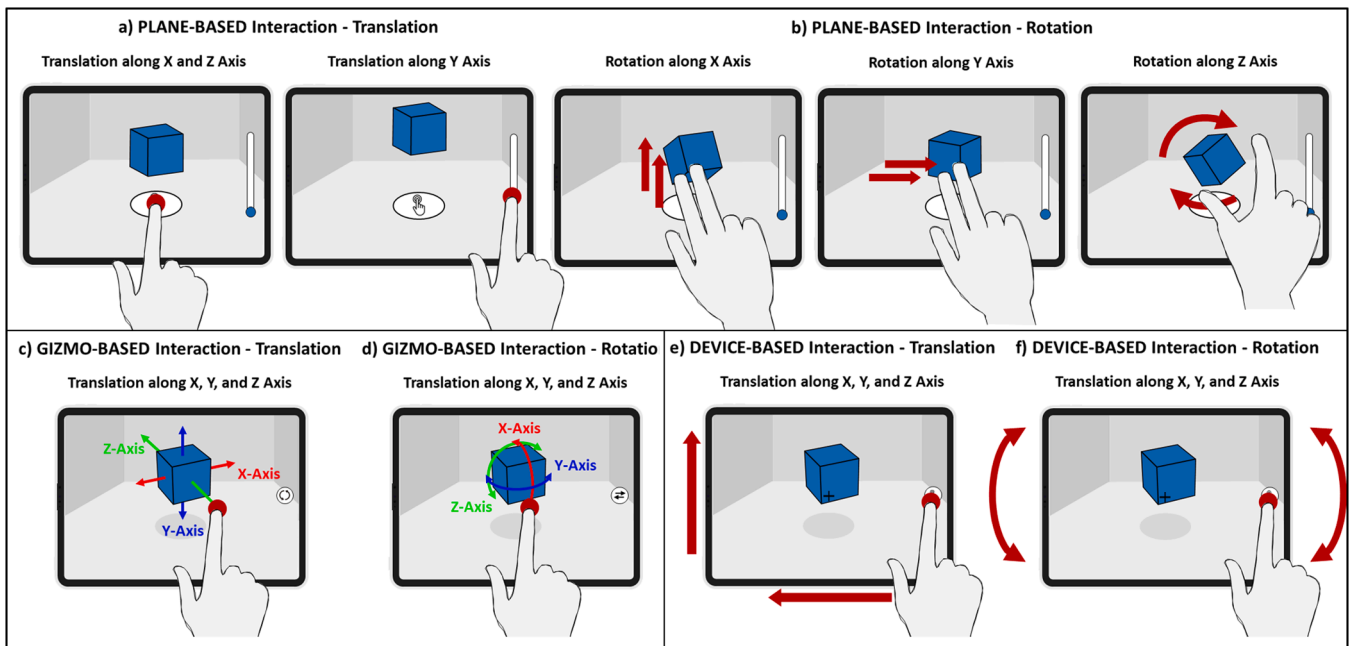 a) PLANE-BASED Interaction - Translation
b) PLANE-BASED Interaction - Rotation
Translation along X and Z Axis
Translation along Y Axis
Rotation along X Axis
Rotation along Y Axis
Rotation along Z Axis
c) GIZMO-BASED Interaction - Translation
d) GIZMO-BASED Interaction - Rotatio
e) DEVICE-BASED Interaction - Translation
f) DEVICE-BASED Interaction - Rotation
Translation along X, Y, and Z Axis
Translation along X, Y, and Z Axis
Translation along X, Y, and Z Axis
Translation along X, Y, and Z Axis
Z-Axis
X-Axis
Y-Axis
X-Axis
Y-Axis
Z-Axis